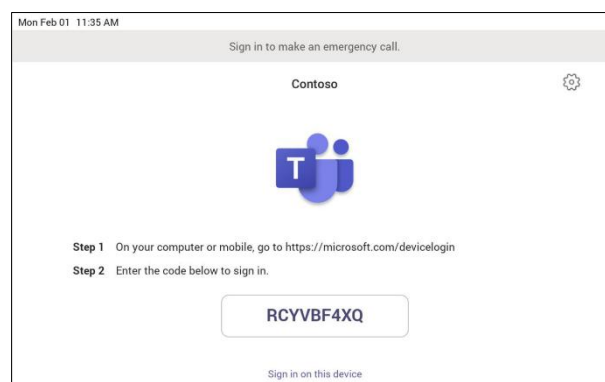 Mon Feb 01 11:35 AM
Sign in to make an emergency call.
Contoso
T
Step 1 On your computer or mobile, go to https://microsoft.com/devicelogin
Step 2 Enter the code below to sign in.
RCYVBF4XQ
Sign in on this device